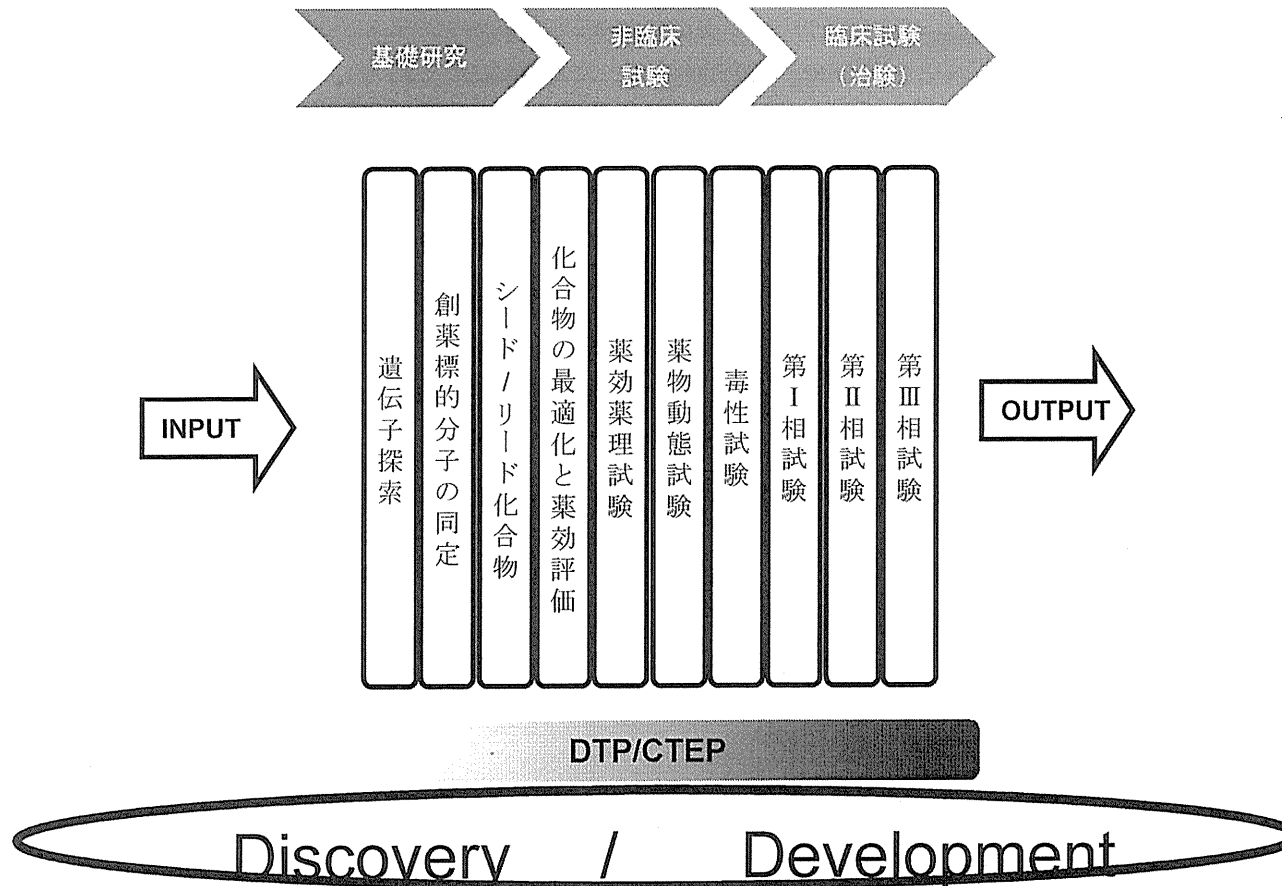 基礎研究
非臨床
試験
臨床試験
(治験)
INPUT
遺伝子探索
創薬標的分子の同定
シード/リード化合物
化合物の最適化と薬効評価
薬効薬理試験
薬物動態試験
毒性試験
第Ⅰ相試験
第Ⅱ相試験
第Ⅲ相試験
OUTPUT
DTP/CTEP
Discovery / Development